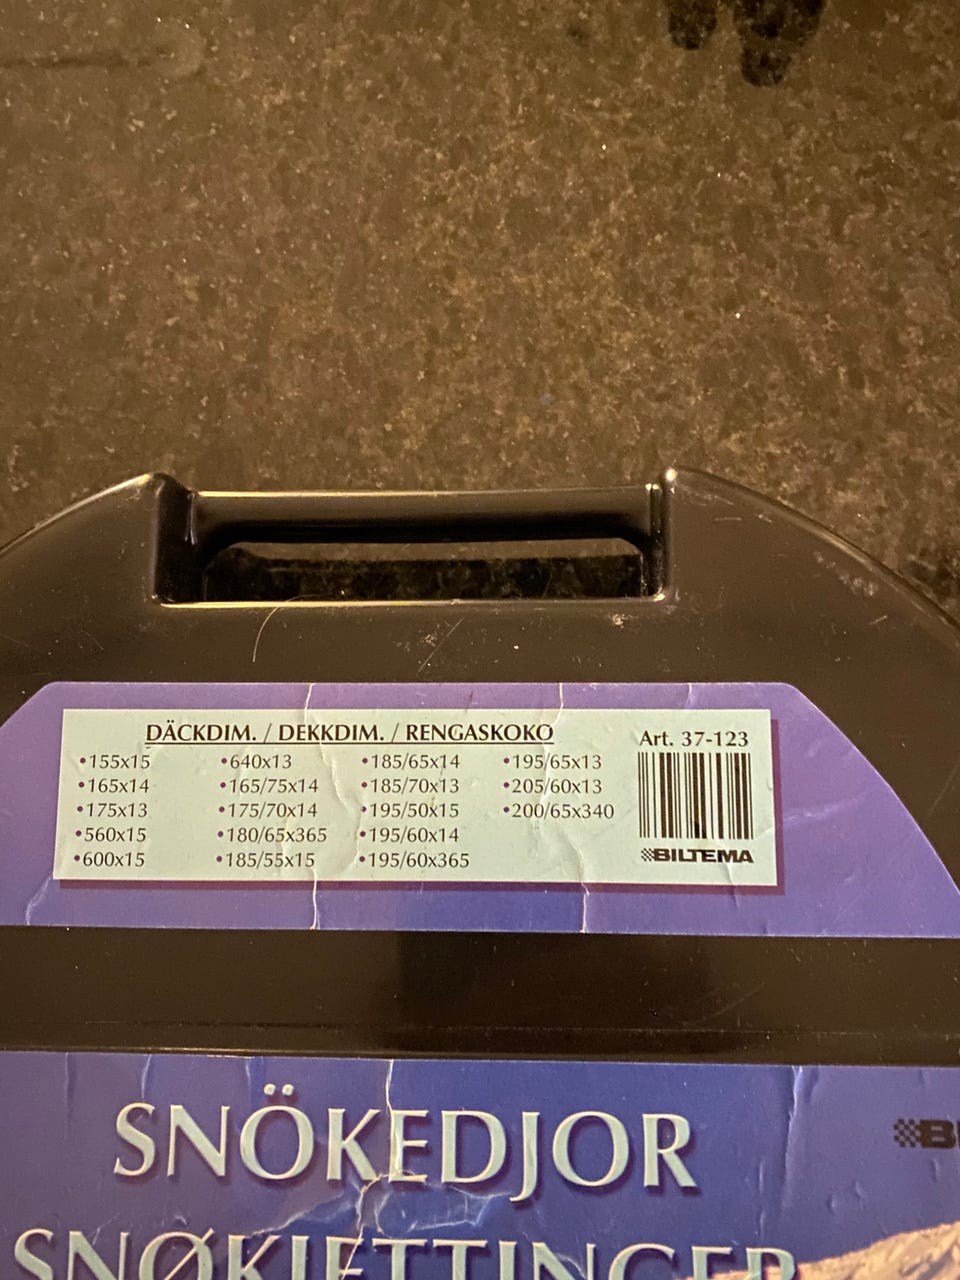 DÄCKDIM. / DEKKDIM. / RENGASKOKO
Art. 37-123
•155x15 •640x13 •185/65x14 •195/65x13
•165x14 •165/75x14 •185/70x13 •205/60x13
•175x13 •175/70x14 •195/50x15 •200/65x340
•560x15 •180/65x365 •195/60x14
•600x15 •185/55x15 •195/60x365
BILTEMA
SNÖKEDJOR
SNØKJETTINGER